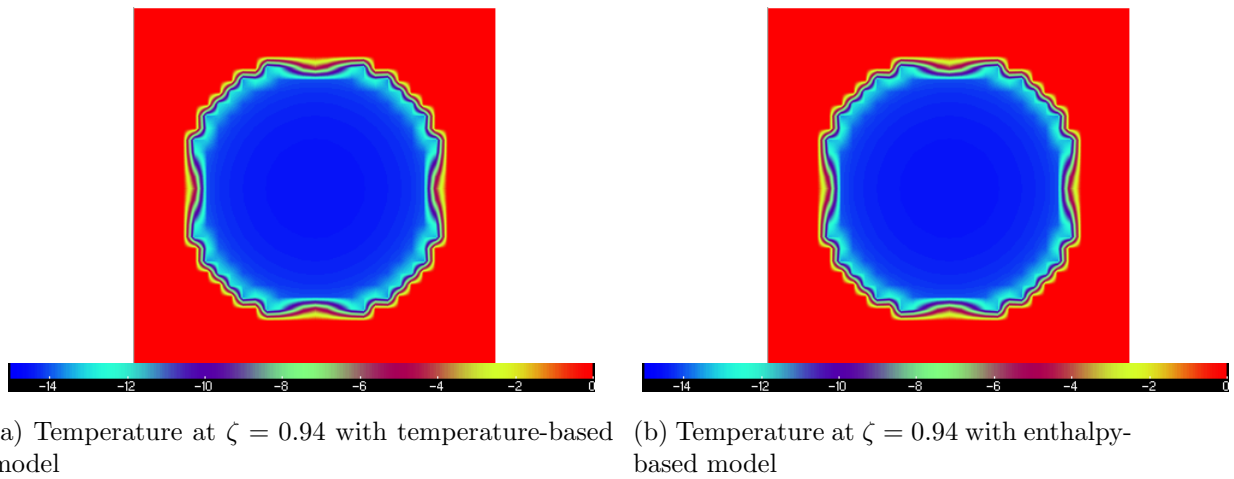 −14 −12 −10 −8 −6 −4 −2 0
−14 −12 −10 −8 −6 −4 −2 0
a) Temperature at ζ = 0.94 with temperature-based
model
(b) Temperature at ζ = 0.94 with enthalpy-
based model